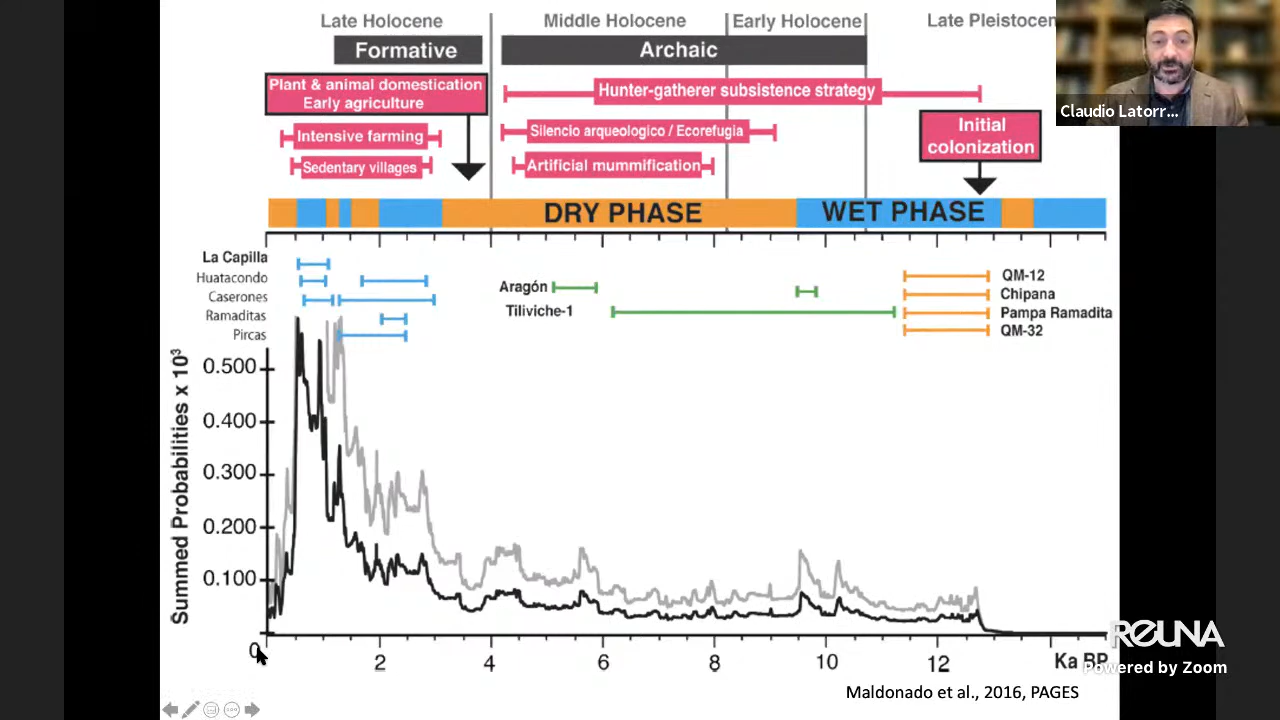 Late Holocene
Middle Holocene
Early Holocene
Late Pleistocen
Formative
Archaic
Plant & animal domestication
Early agriculture
Hunter-gatherer subsistence strategy
Intensive farming
Silencio arqueologico / Ecorefugia
Initial
colonization
Sedentary villages
Artificial mummification
Claudio Latorr...
DRY PHASE
WET PHASE
La Capilla
Huatacondo
Caserones
Ramaditas
Pircas
Aragón
Tiliviche-1
QM-12
Chipana
Pampa Ramadita
QM-32
Summed Probabilities x 10³
0.500
0.400
0.300
0.200
0.100
0
0
2
4
6
8
10
12
Ka BP
REUNA
Powered by Zoom
Maldonado et al., 2016, PAGES